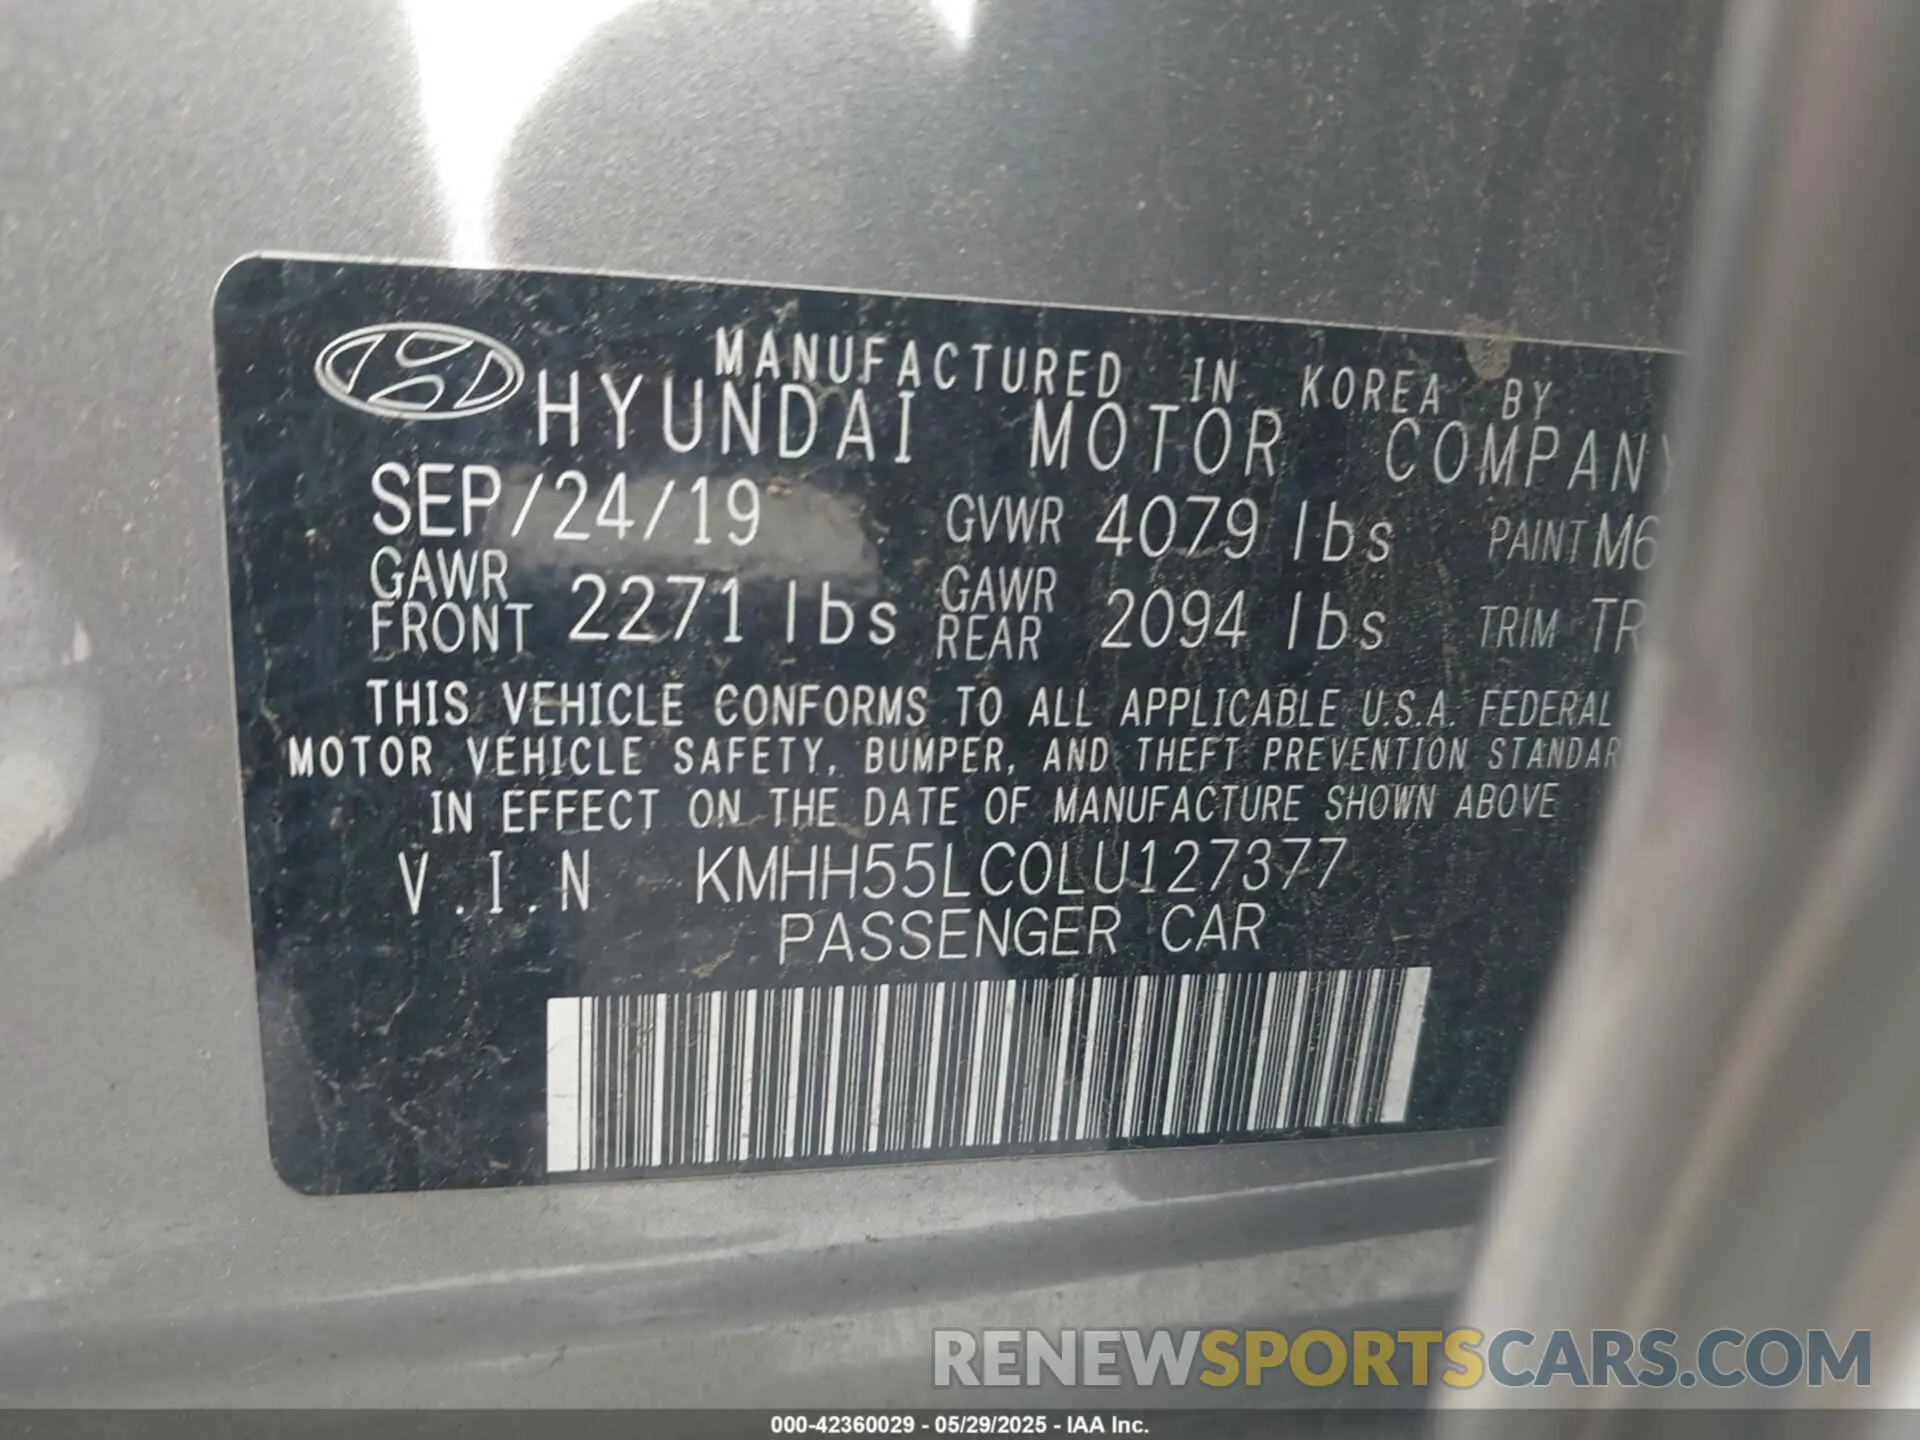 MANUFACTURED IN KOREA BY
HYUNDAI MOTOR COMPANY
SEP/24/19 GVWR 4079 lbs PAINT M6
GAWR FRONT 2271 lbs GAWR REAR 2094 lbs TRIM TR
THIS VEHICLE CONFORMS TO ALL APPLICABLE U.S.A. FEDERAL
MOTOR VEHICLE SAFETY, BUMPER, AND THEFT PREVENTION STANDAR
IN EFFECT ON THE DATE OF MANUFACTURE SHOWN ABOVE
V.I.N KMHH55LC0LU127377
PASSENGER CAR
RENEWSPORTSCARS.COM
000-42360029 - 05/29/2025 - IAA Inc.